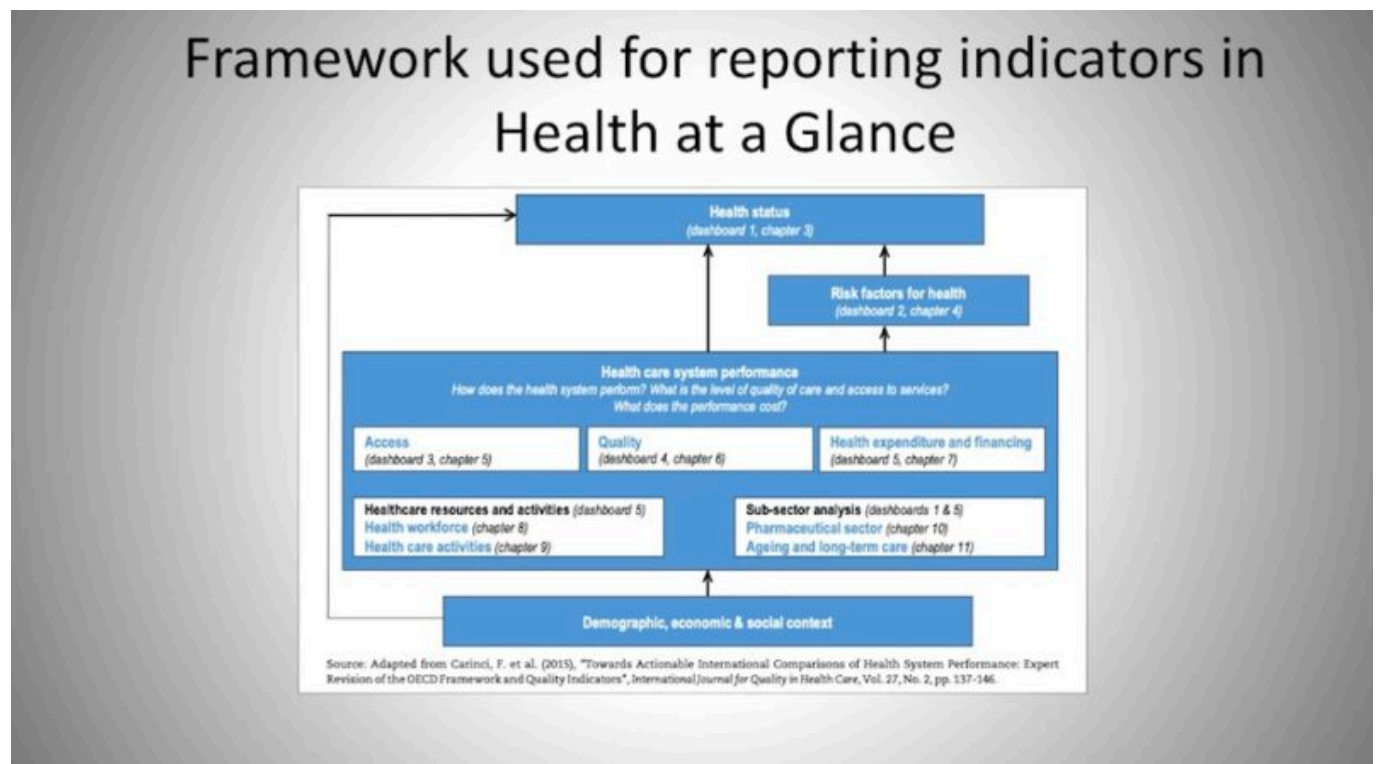 Framework used for reporting indicators in
Health at a Glance
Health status
(dashboard 1, chapter 3)
Risk factors for health
(dashboard 2, chapter 4)
Health care system performance
How does the health system perform? What is the level of quality of care and access to services?
What does the performance cost?
Access
(dashboard 3, chapter 5)
Quality
(dashboard 4, chapter 6)
Health expenditure and financing
(dashboard 5, chapter 7)
Healthcare resources and activities (dashboard 5)
Health workforce (chapter 8)
Health care activities (chapter 9)
Sub-sector analysis (dashboards 1 & 5)
Pharmaceutical sector (chapter 10)
Ageing and long-term care (chapter 11)
Demographic, economic & social context
Source: Adapted from Carinci, F. et al. (2015), "Towards Actionable International Comparisons of Health System Performance: Expert
Revision of the OECD Framework and Quality Indicators", International Journal for Quality in Health Care, Vol. 27, No. 2, pp. 137-146.